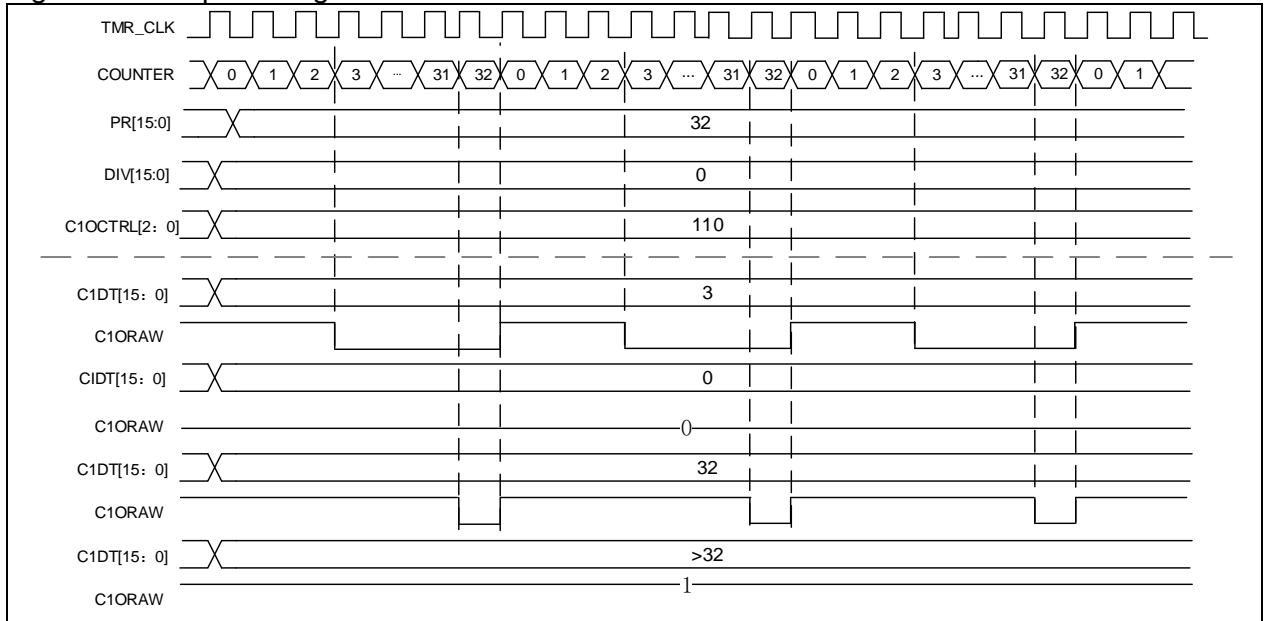 TMR_CLK
COUNTER 0 1 2 3 ... 31 32 0 1 2 3 ... 31 32 0 1 2 3 ... 31 32 0 1
PR[15:0] 32
DIV[15:0] 0
C1OCTRL[2：0] 110
C1DT[15：0] 3
C1ORAW
CIDT[15：0] 0
C1ORAW 0
C1DT[15：0] 32
C1ORAW
C1DT[15：0] >32
C1ORAW 1